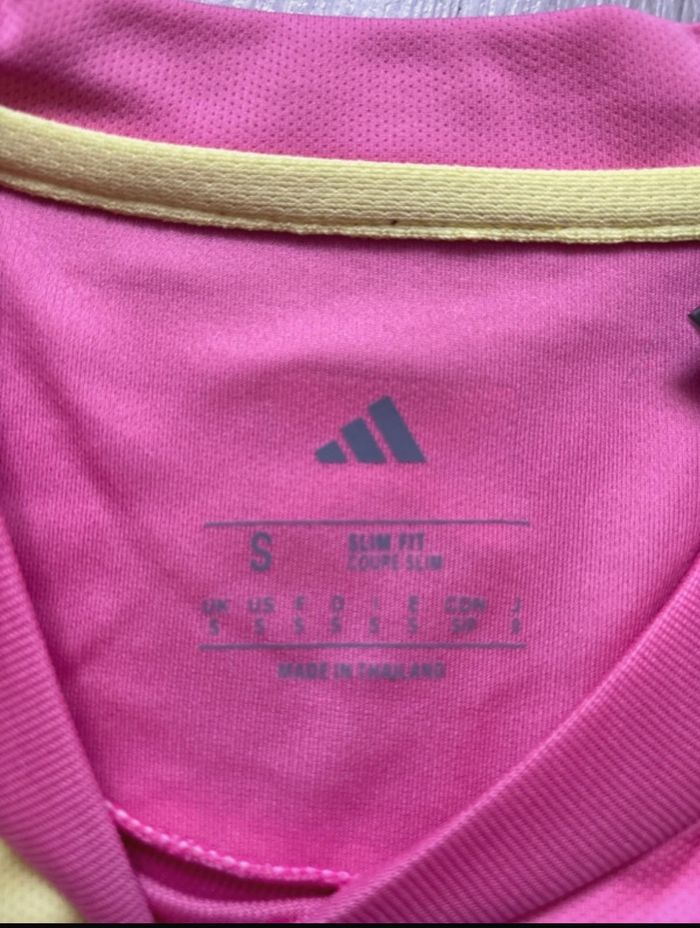 S
SLIM FIT
COUPE SLIM
UK US F D I E CDN J
S S S S S S S/P S
MADE IN THAILAND